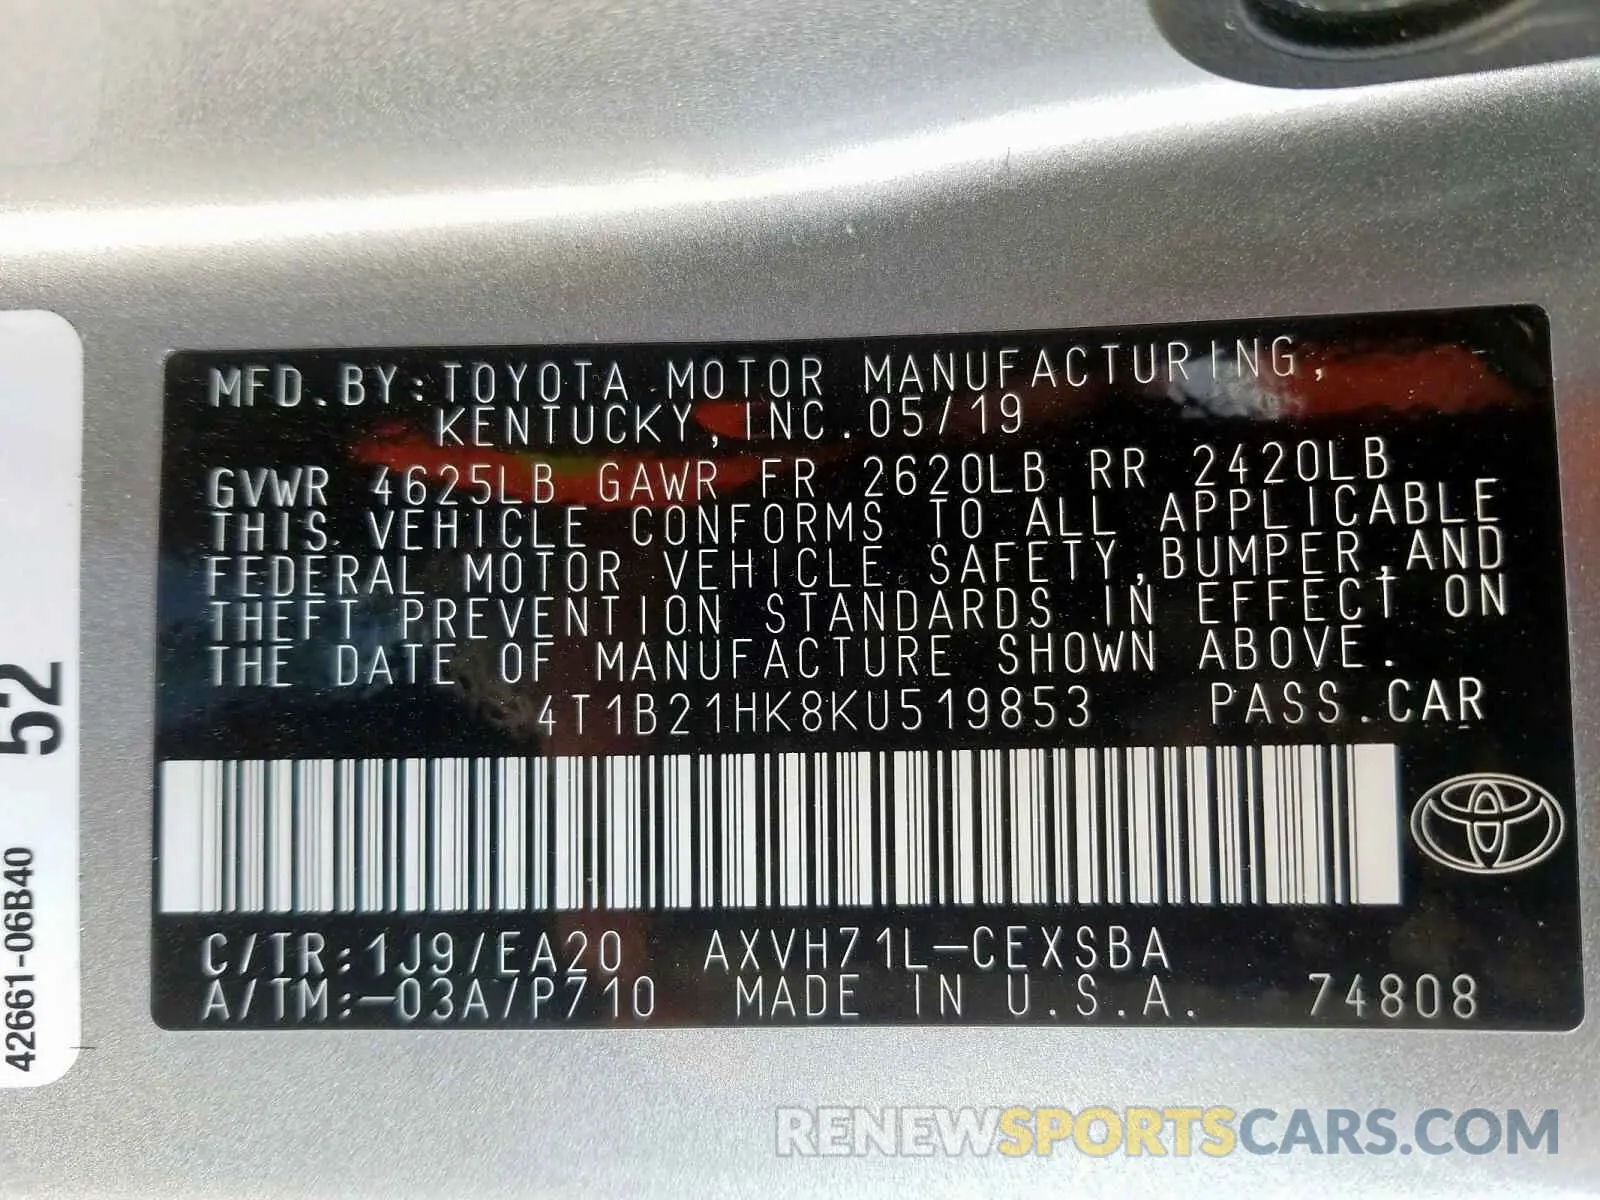 MFD.BY:TOYOTA MOTOR MANUFACTURING,
KENTUCKY,INC.05/19
GVWR 4625LB GAWR FR 2620LB RR 2420LB
THIS VEHICLE CONFORMS TO ALL APPLICABLE
FEDERAL MOTOR VEHICLE SAFETY,BUMPER,AND
THEFT PREVENTION STANDARDS IN EFFECT ON
THE DATE OF MANUFACTURE SHOWN ABOVE.
4T1B21HK8KU519853 PASS.CAR
C/TR:1J9/EA20 AXVH71L-CEXSBA
A/TM:-03A/P710 MADE IN U.S.A. 74808
52
42661-06B40
RENEWSPORTSCARS.COM